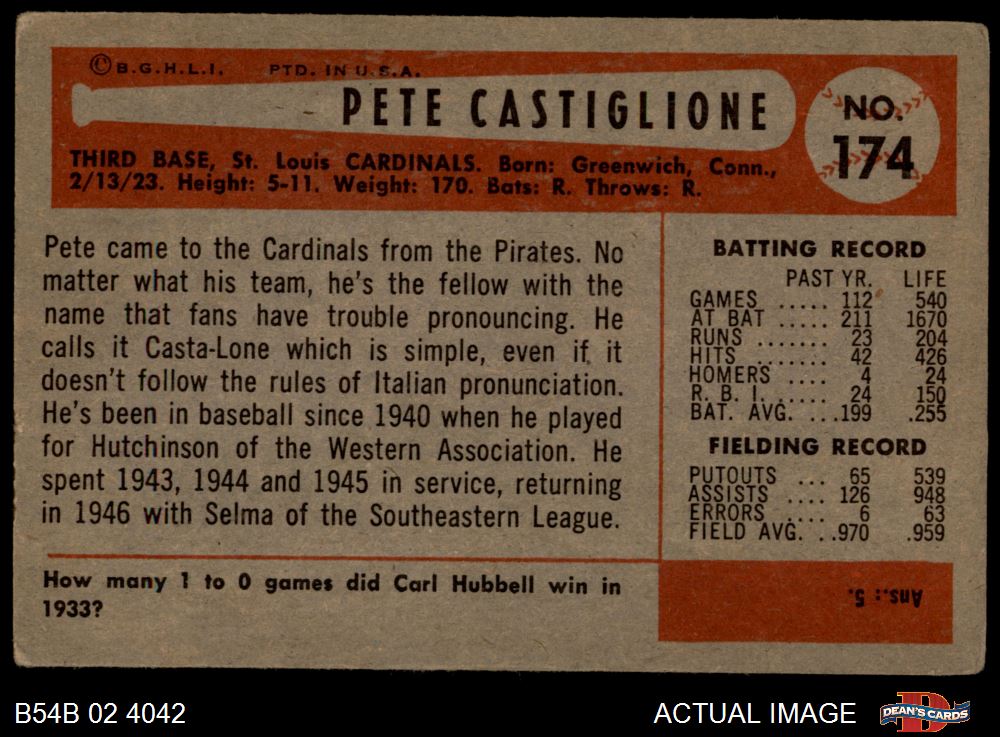 © B.G.H.L.I. PTD. IN U.S.A.
PETE CASTIGLIONE
NO.
174
THIRD BASE, St. Louis CARDINALS. Born: Greenwich, Conn.,
2/13/23. Height: 5-11. Weight: 170. Bats: R. Throws: R.
Pete came to the Cardinals from the Pirates. No
matter what his team, he's the fellow with the
name that fans have trouble pronouncing. He
calls it Casta-Lone which is simple, even if it
doesn't follow the rules of Italian pronunciation.
He's been in baseball since 1940 when he played
for Hutchinson of the Western Association. He
spent 1943, 1944 and 1945 in service, returning
in 1946 with Selma of the Southeastern League.
BATTING RECORD
PAST YR. LIFE
GAMES ..... 112 540
AT BAT ..... 211 1670
RUNS ..... 23 204
HITS ....... 42 426
HOMERS .... 4 24
R. B. I. ...... 24 150
BAT. AVG. ... .199 .255
FIELDING RECORD
PUTOUTS ... 65 539
ASSISTS .... 126 948
ERRORS ..... 6 63
FIELD AVG. . .970 .959
How many 1 to 0 games did Carl Hubbell win in
1933?
Ans.: 5.
B54B 02 4042
ACTUAL IMAGE
D
DEAN'S CARDS